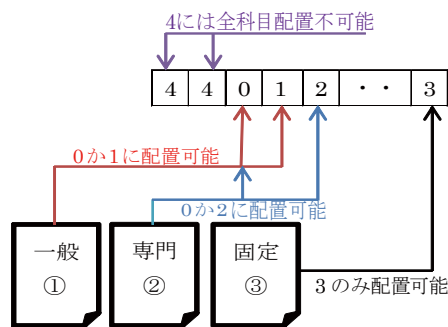 4には全科目配置不可能
4 4 0 1 2 ・・ 3
0か1に配置可能
0か2に配置可能
一般 専門 固定
① ② ③
3のみ配置可能